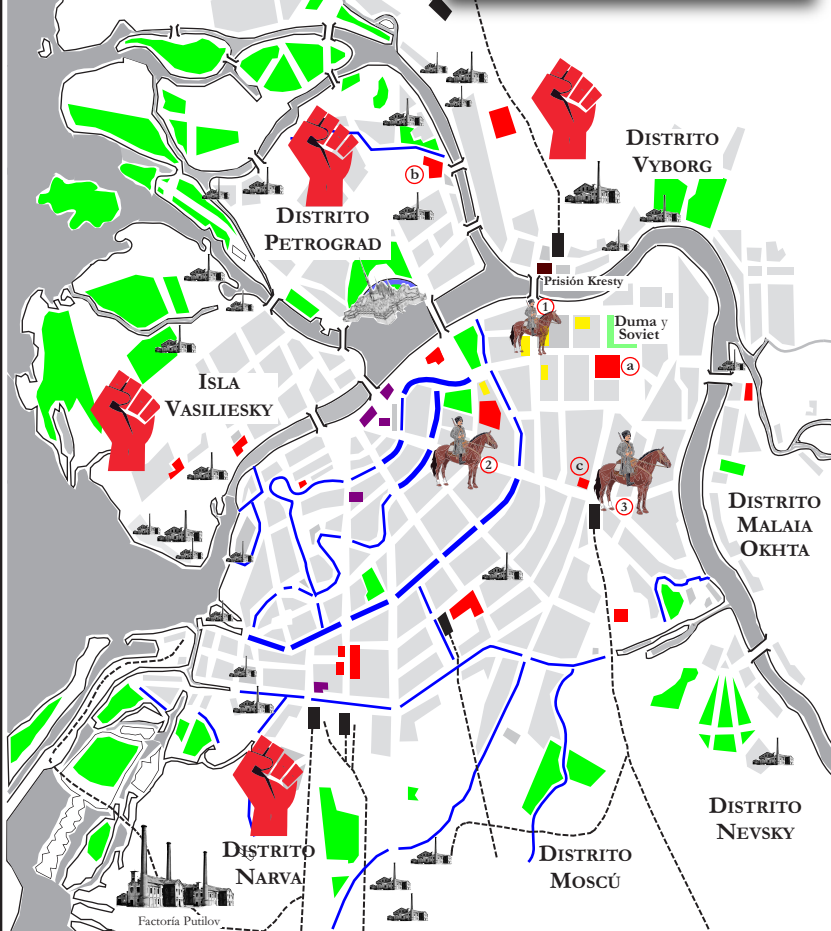 DISTRITO
VYBORG
b
DISTRITO
PETROGRAD
Prisión Kresty
1
Duma y
Soviet
a
ISLA
VASILIESKY
2
c
3
DISTRITO
MALAIA
OKHTA
DISTRITO
NEVSKY
DISTRITO
NARVA
DISTRITO
MOSCÚ
Factoría Putilov